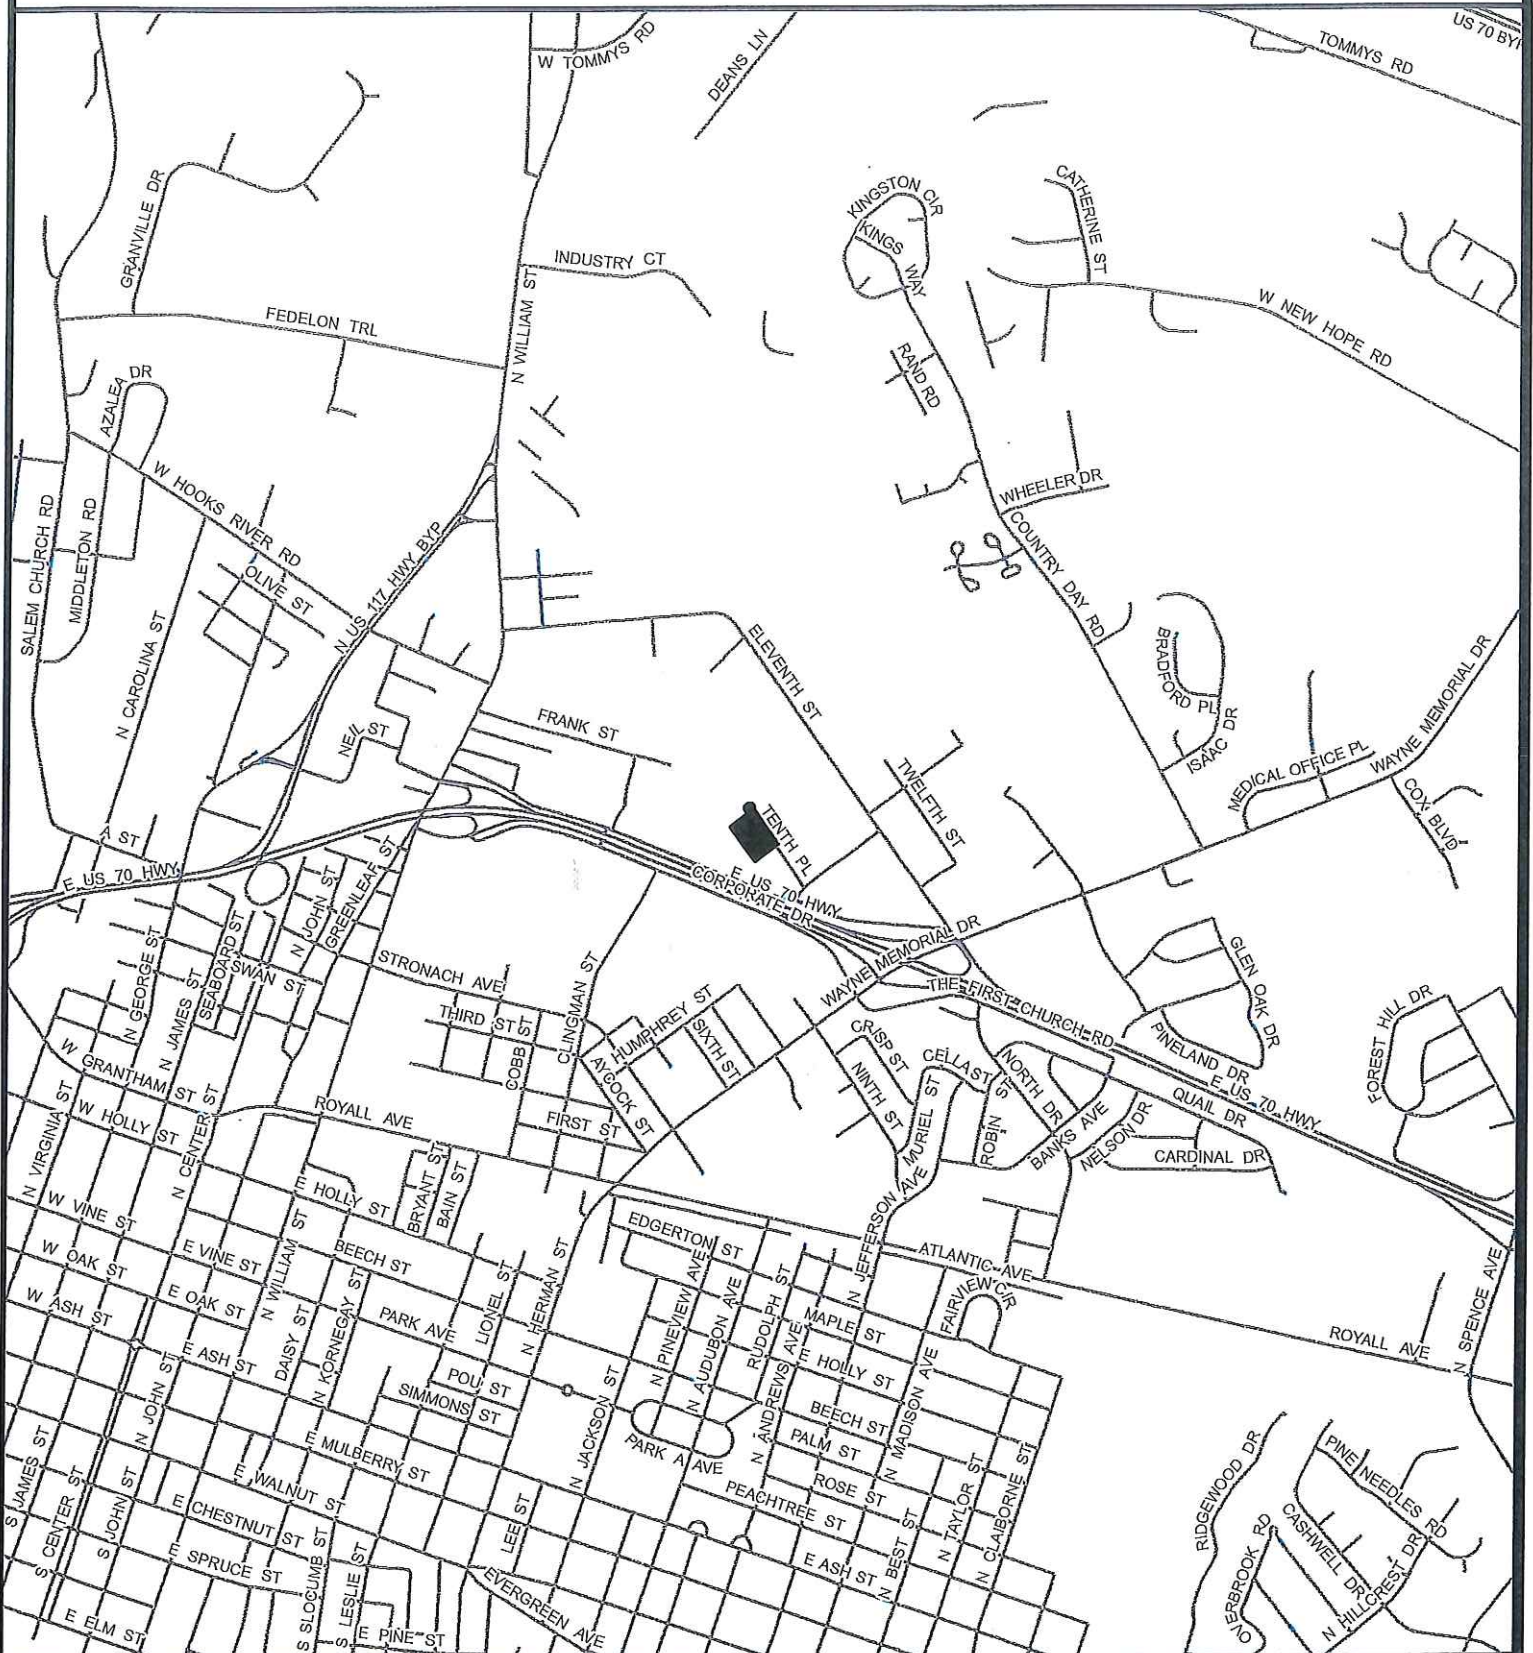 US 70 BYP
W TOMMYS RD
TOMMYS RD
DEANS LN
KINGSTON CIR
CATHERINE ST
GRANVILLE DR
KINGS WAY
INDUSTRY CT
W NEW HOPE RD
FEDELON TRL
N WILLIAM ST
RAND RD
AZALEA DR
W HOOKS RIVER RD
WHEELER DR
SALEM CHURCH RD
MIDDLETON RD
N US 117 HWY BYP
COUNTRY DAY RD
OLIVE ST
N CAROLINA ST
ELEVENTH ST
BRADFORD PL
WAYNE MEMORIAL DR
FRANK ST
NEIL ST
ISAAC DR
MEDICAL OFFICE PL
TWELFTH ST
COX BLVD
TENTH PL
A ST
E US 70 HWY
E US 70 HWY
CORPORATE DR
N JOHN ST
GREENLEAF ST
SEABOARD ST
N GEORGE ST
SWAN ST
STRONACH AVE
N JAMES ST
WAYNE MEMORIAL DR
GLEN OAK DR
CLINGMAN ST
THE FIRST CHURCH RD
FOREST HILL DR
THIRD ST
COBB ST
HUMPHREY ST
SIXTH ST
CRISP ST
PINELAND DR
W GRANTHAM ST
AYCOCK ST
CELLA ST
NORTH DR
NINTH ST
E US 70 HWY
QUAIL DR
ROYALL AVE
FIRST ST
W HOLLY ST
N VIRGINIA ST
N CENTER ST
MURIEL ST
ROBIN ST
BANKS AVE
NELSON DR
CARDINAL DR
E HOLLY ST
BRYANT ST
BAIN ST
W VINE ST
EDGERTON ST
N JEFFERSON AVE
ATLANTIC AVE
E VINE ST
N WILLIAM ST
BEECH ST
W OAK ST
N SPENCE AVE
E OAK ST
W ASH ST
DAISY ST
N KORNEGAY ST
PARK AVE
LIONEL ST
N HERMAN ST
N PINEVIEW AVE
N AUDUBON AVE
RUDOLPH ST
N ANDREWS AVE
MAPLE ST
FAIRVIEW CIR
ROYALL AVE
E ASH ST
E HOLLY ST
POU ST
SIMMONS ST
N JOHN ST
N JACKSON ST
BEECH ST
N MADISON AVE
PALM ST
PARK A AVE
E MULBERRY ST
S JAMES ST
S CENTER ST
S JOHN ST
E WALNUT ST
E CHESTNUT ST
LEE ST
PEACHTREE ST
ROSE ST
N BEST ST
N TAYLOR ST
N CLAIBORNE ST
RIDGEWOOD DR
PINE NEEDLES RD
CASHWELL DR
OVERBROOK RD
E SPRUCE ST
S SLOCUMB ST
S LESLIE ST
E ASH ST
EVERGREEN AVE
N HILLCREST DR
E ELM ST
E PINE ST